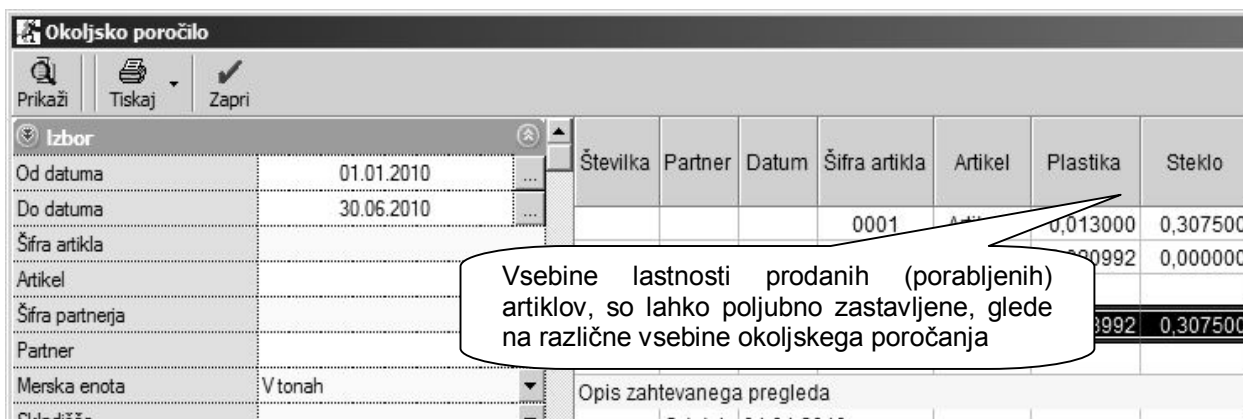 Okoljsko poročilo
Prikaži Tiskaj Zapri
Izbor
Od datuma 01.01.2010 ...
Do datuma 30.06.2010 ...
Šifra artikla
Artikel
Šifra partnerja
Partner
Merska enota V tonah
Številka Partner Datum Šifra artikla Artikel Plastika Steklo
0001 0,013000 0,307500
0,000000
0,307500
Vsebine lastnosti prodanih (porabljenih)
artiklov, so lahko poljubno zastavljene, glede
na različne vsebine okoljskega poročanja
Opis zahtevanega pregleda